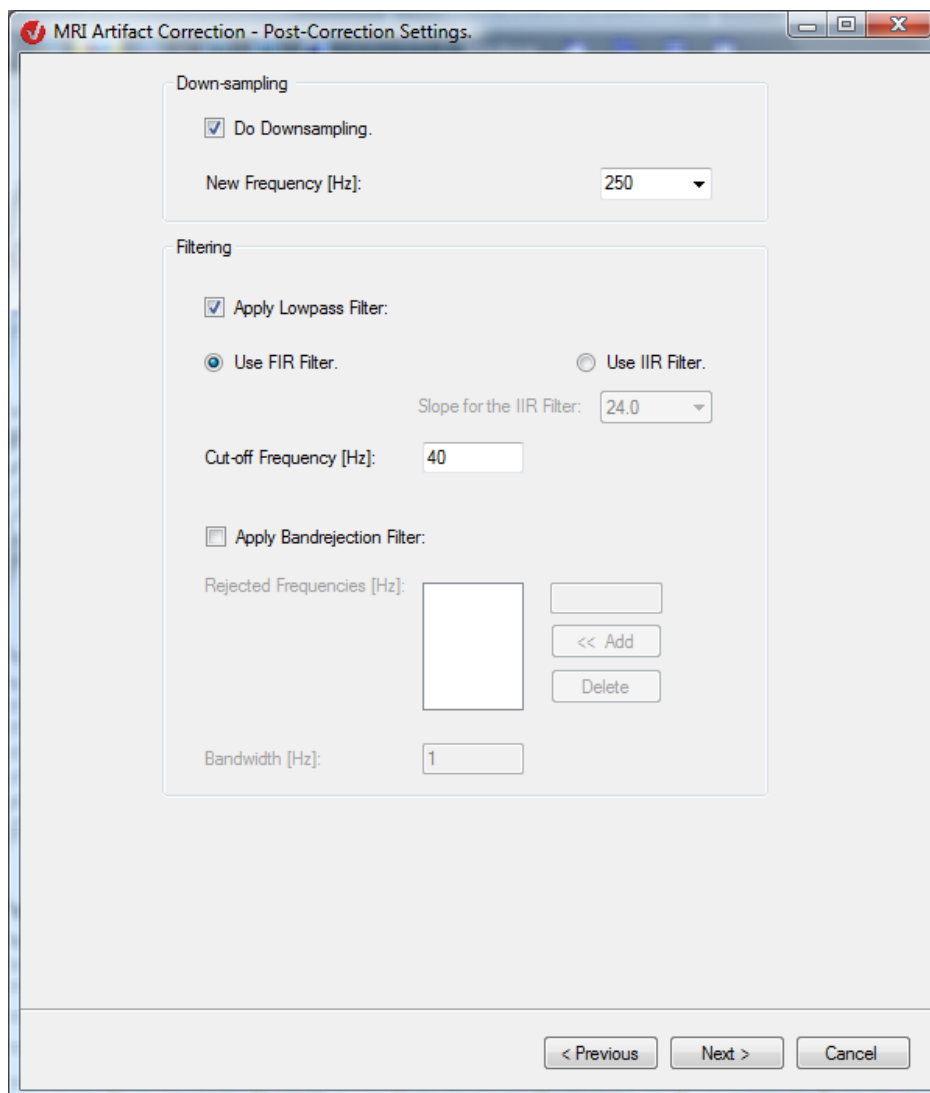 MRI Artifact Correction - Post-Correction Settings.
Down-sampling
Do Downsampling.
New Frequency [Hz]: 250
Filtering
Apply Lowpass Filter:
Use FIR Filter. Use IIR Filter.
Slope for the IIR Filter: 24.0
Cut-off Frequency [Hz]: 40
Apply Bandrejection Filter:
Rejected Frequencies [Hz]:
<< Add
Delete
Bandwidth [Hz]: 1
< Previous Next > Cancel